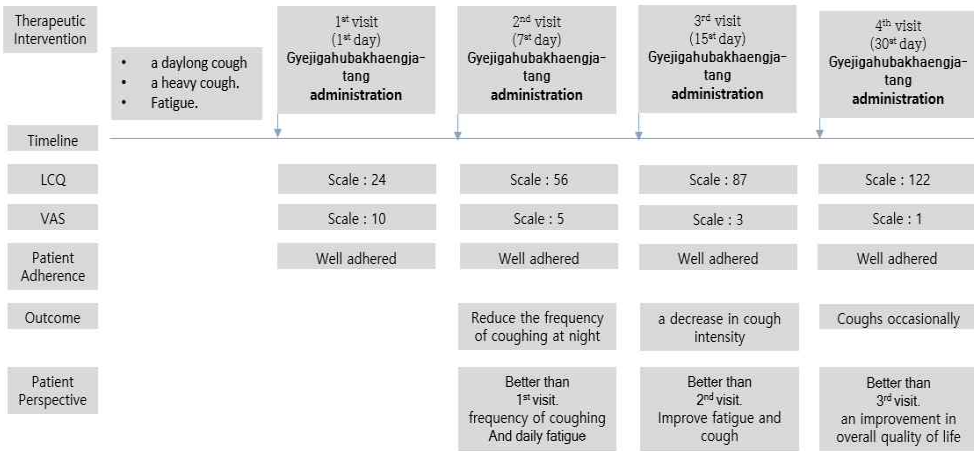 Therapeutic
Intervention
• a daylong cough
• a heavy cough.
• Fatigue.
1st visit
(1st day)
Gyejigahubakhaengja-
tang
administration
2nd visit
(7st day)
Gyejigahubakhaengja-
tang
administration
3rd visit
(15st day)
Gyejigahubakhaengja-
tang
administration
4th visit
(30st day)
Gyejigahubakhaengja-
tang
administration
Timeline
LCQ
Scale : 24
Scale : 56
Scale : 87
Scale : 122
VAS
Scale : 10
Scale : 5
Scale : 3
Scale : 1
Patient
Adherence
Well adhered
Well adhered
Well adhered
Well adhered
Outcome
Reduce the frequency
of coughing at night
a decrease in cough
intensity
Coughs occasionally
Patient
Perspective
Better than
1st visit.
frequency of coughing
And daily fatigue
Better than
2nd visit.
Improve fatigue and
cough
Better than
3rd visit.
an improvement in
overall quality of life